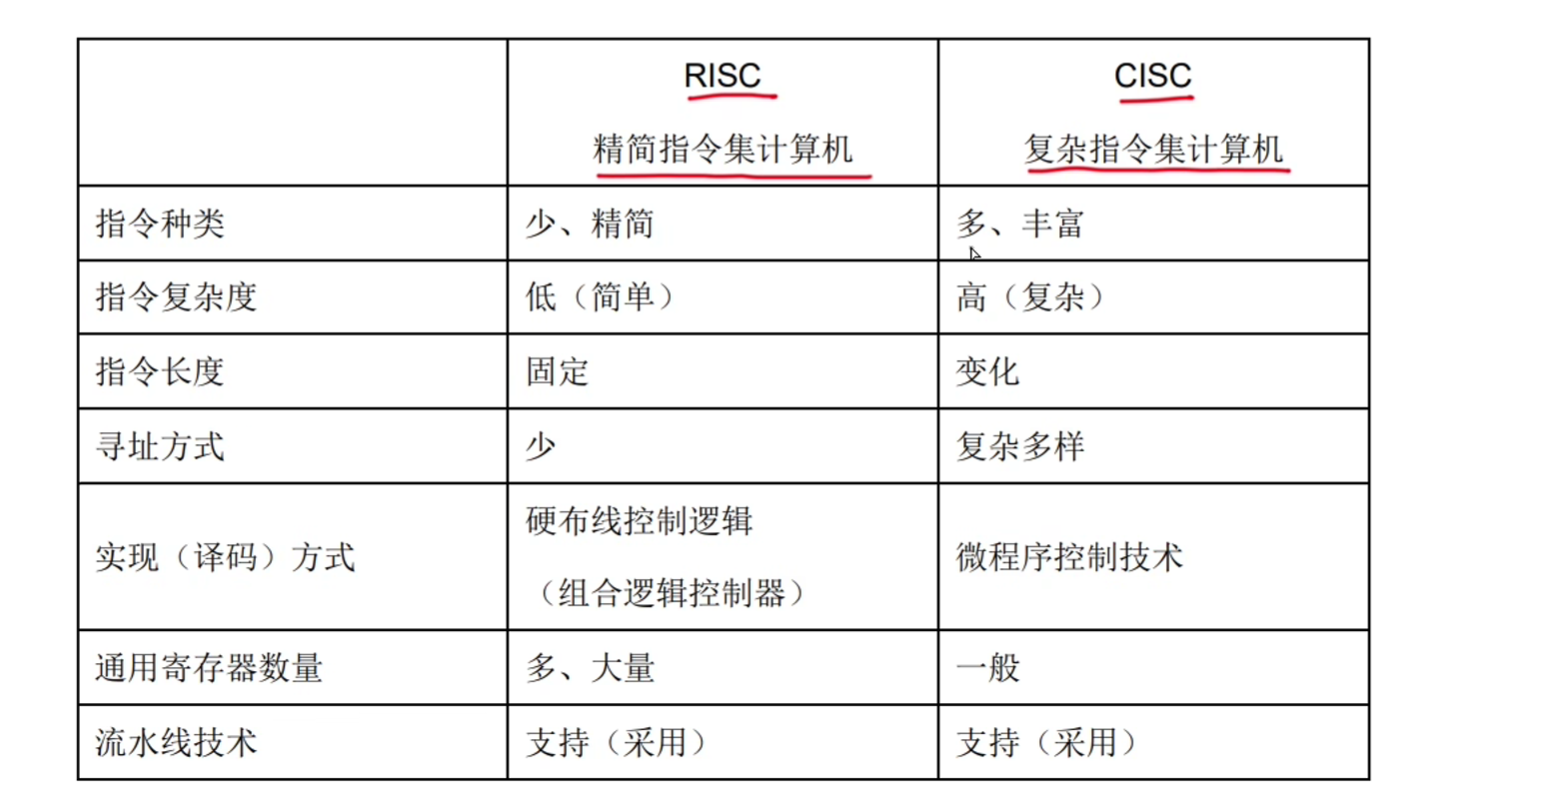 RISC
精简指令集计算机
CISC
复杂指令集计算机
指令种类
少、精简
多、丰富
指令复杂度
低（简单）
高（复杂）
指令长度
固定
变化
寻址方式
少
复杂多样
实现（译码）方式
硬布线控制逻辑
（组合逻辑控制器）
微程序控制技术
通用寄存器数量
多、大量
一般
流水线技术
支持（采用）
支持（采用）